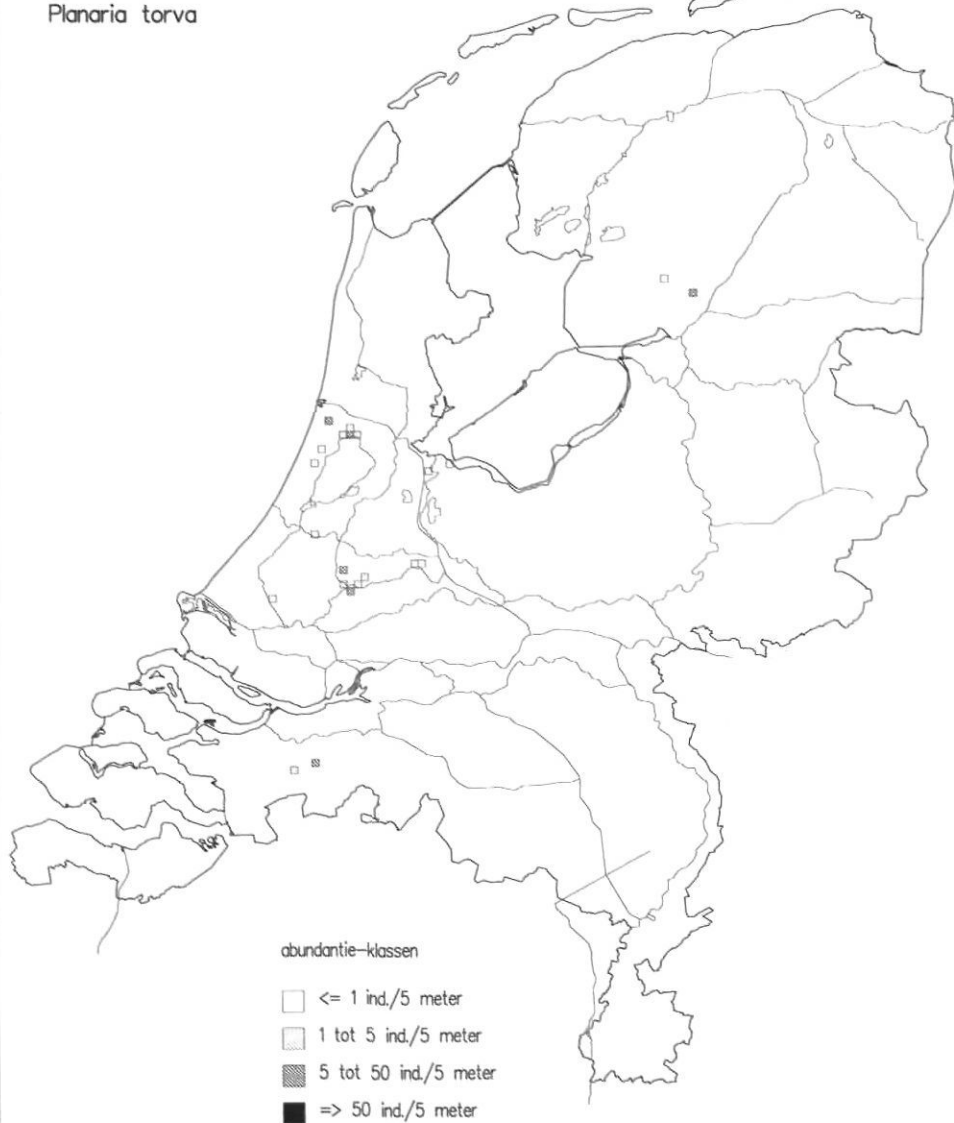 Planaria torva
abundantie-klassen
<= 1 ind./5 meter
1 tot 5 ind./5 meter
5 tot 50 ind./5 meter
=> 50 ind./5 meter